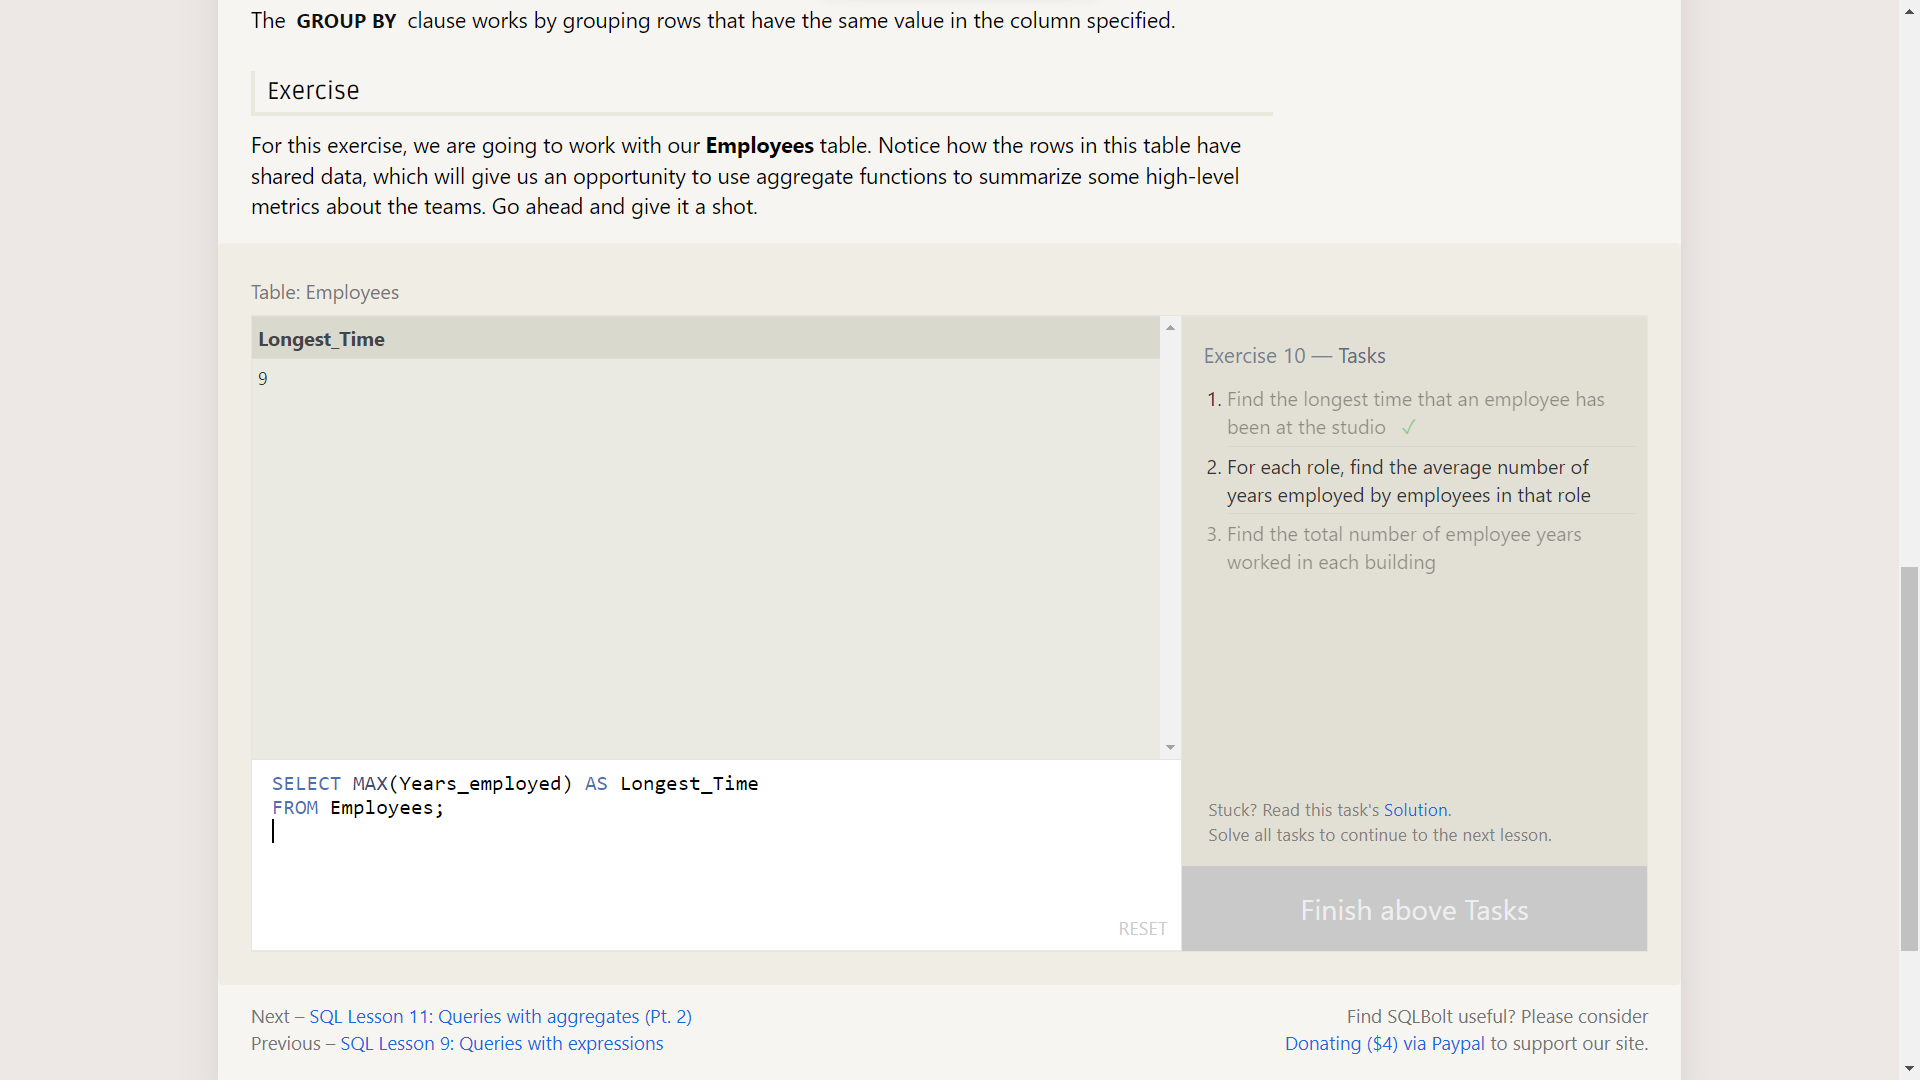 The GROUP BY clause works by grouping rows that have the same value in the column specified.
Exercise
For this exercise, we are going to work with our Employees table. Notice how the rows in this table have
shared data, which will give us an opportunity to use aggregate functions to summarize some high-level
metrics about the teams. Go ahead and give it a shot.
Table: Employees
Longest_Time
9
SELECT MAX(Years_employed) AS Longest_Time
FROM Employees;
RESET
Exercise 10 — Tasks
1. Find the longest time that an employee has
been at the studio ✓
2. For each role, find the average number of
years employed by employees in that role
3. Find the total number of employee years
worked in each building
Stuck? Read this task's Solution.
Solve all tasks to continue to the next lesson.
Finish above Tasks
Next – SQL Lesson 11: Queries with aggregates (Pt. 2)
Previous – SQL Lesson 9: Queries with expressions
Find SQLBolt useful? Please consider
Donating ($4) via Paypal to support our site.